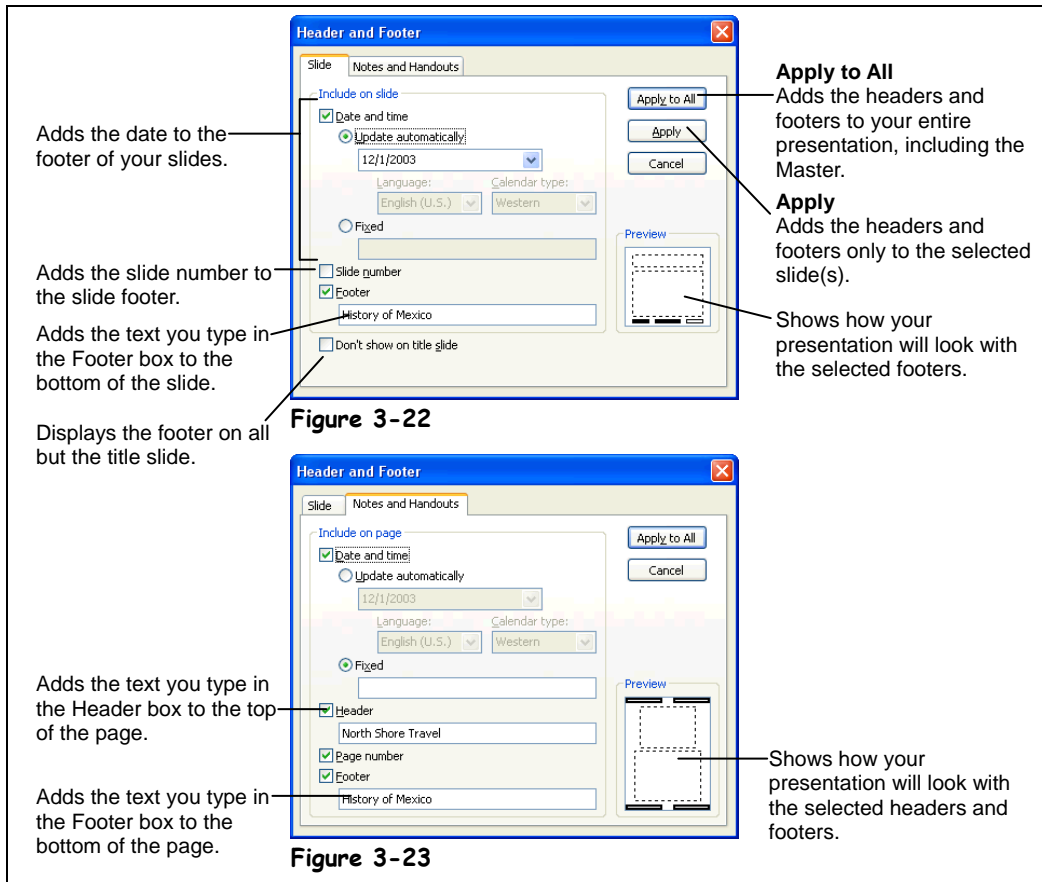 Header and Footer
Slide
Notes and Handouts
Include on slide
Date and time
Update automatically
12/1/2003
Language:
Calendar type:
English (U.S.)
Western
Fixed
Slide number
Footer
History of Mexico
Don't show on title slide
Apply to All
Apply
Cancel
Preview
Adds the date to the
footer of your slides.
Adds the slide number to
the slide footer.
Adds the text you type in
the Footer box to the
bottom of the slide.
Displays the footer on all
but the title slide.
Apply to All
Adds the headers and
footers to your entire
presentation, including the
Master.
Apply
Adds the headers and
footers only to the selected
slide(s).
Shows how your
presentation will look with
the selected footers.
Figure 3-22
Header and Footer
Slide
Notes and Handouts
Include on page
Date and time
Update automatically
12/1/2003
Language:
Calendar type:
English (U.S.)
Western
Fixed
Header
North Shore Travel
Page number
Footer
History of Mexico
Apply to All
Cancel
Preview
Adds the text you type in
the Header box to the top
of the page.
Adds the text you type in
the Footer box to the
bottom of the page.
Shows how your
presentation will look with
the selected headers and
footers.
Figure 3-23